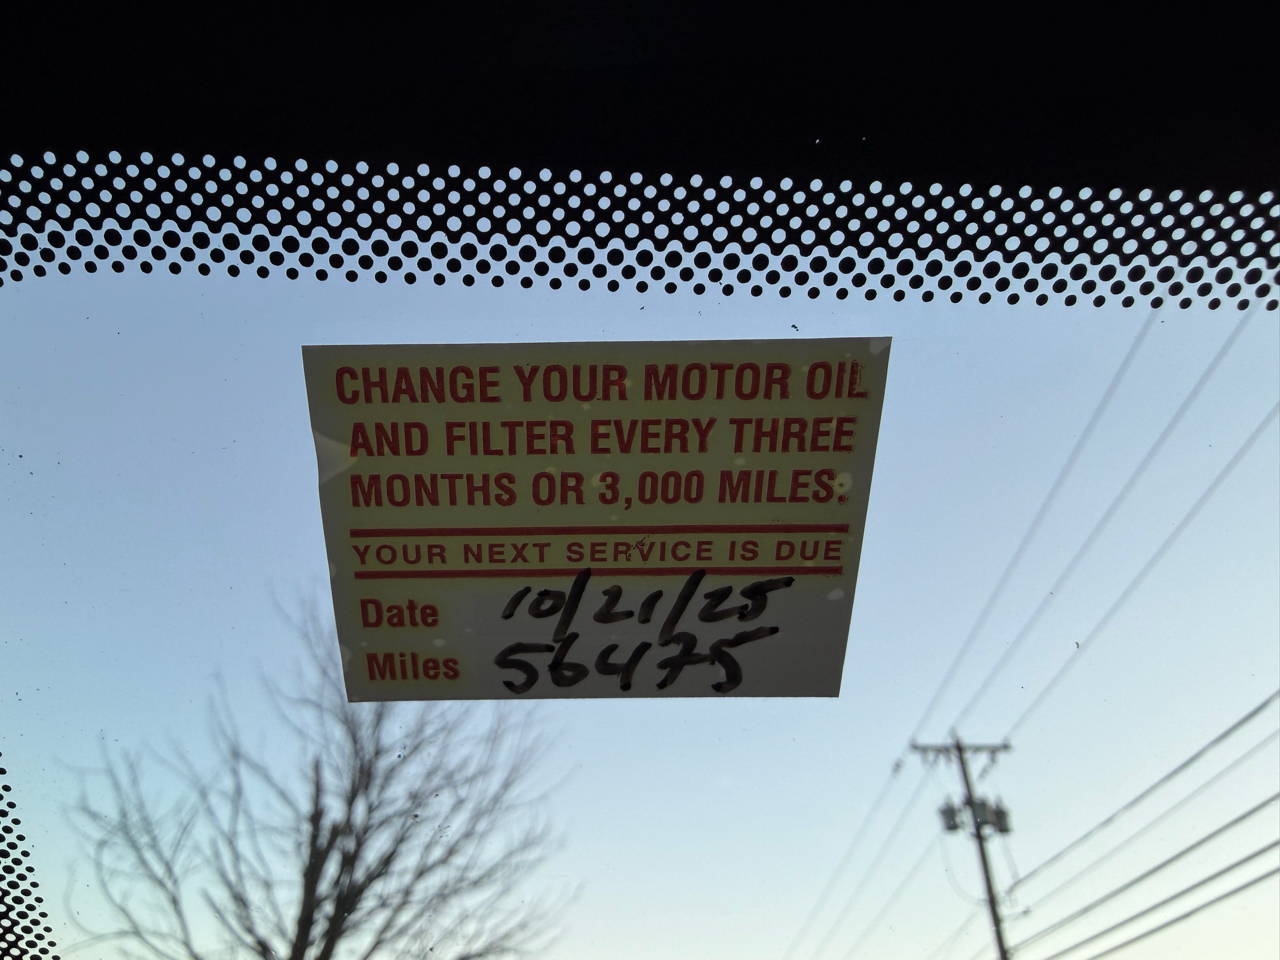 CHANGE YOUR MOTOR OIL
AND FILTER EVERY THREE
MONTHS OR 3,000 MILES.
YOUR NEXT SERVICE IS DUE
Date 10/21/25
Miles 56475